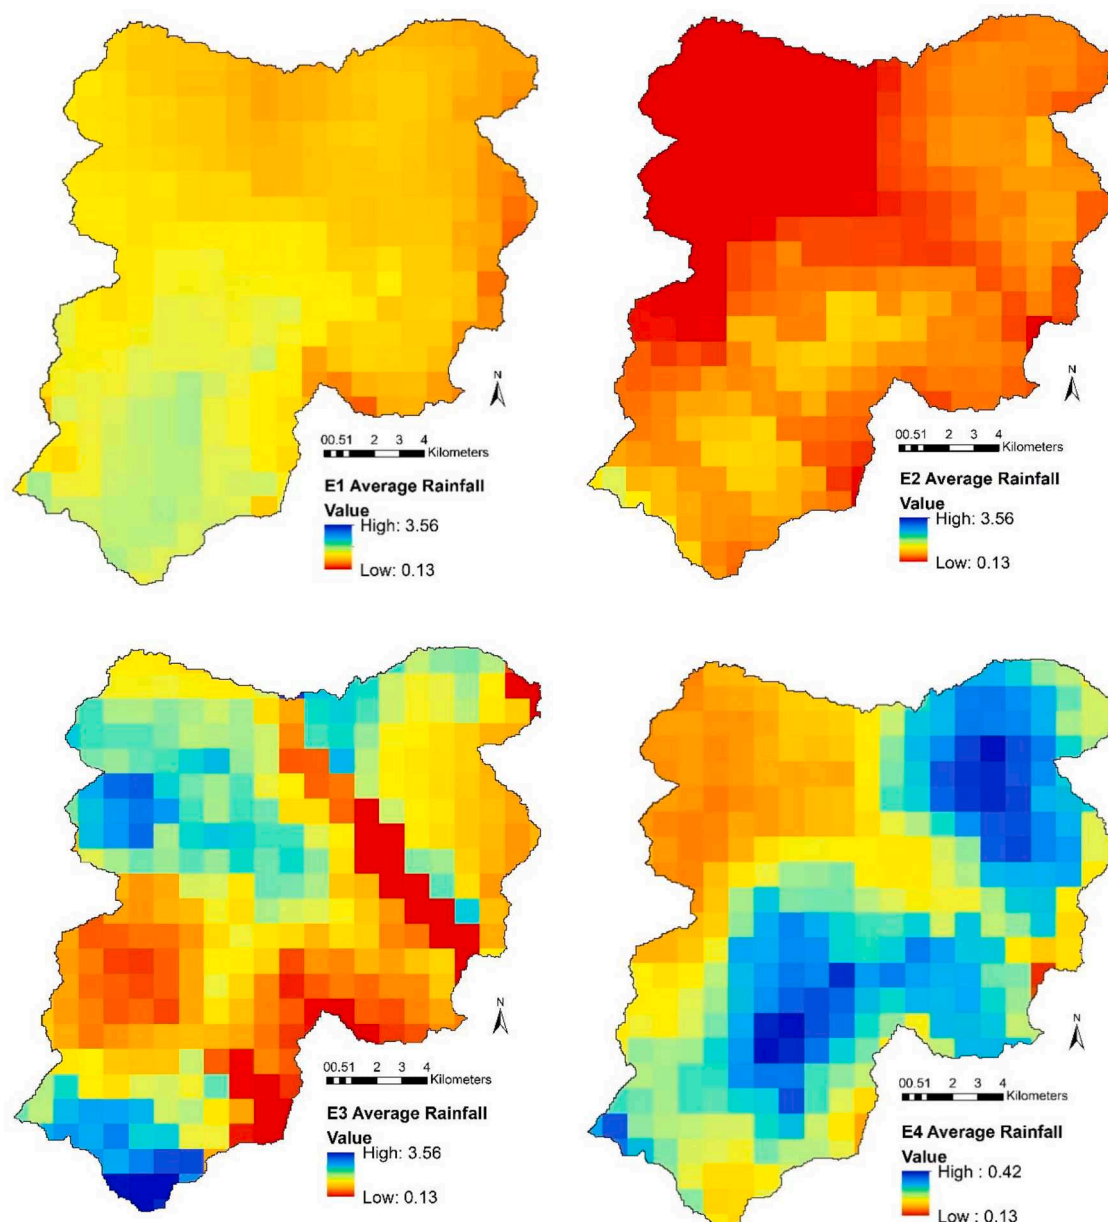 N
00.51 2 3 4
Kilometers
E1 Average Rainfall
Value
High: 3.56
Low: 0.13
N
00.51 2 3 4
Kilometers
E2 Average Rainfall
Value
High: 3.56
Low: 0.13
N
00.51 2 3 4
Kilometers
E3 Average Rainfall
Value
High: 3.56
Low: 0.13
N
00.51 2 3 4
Kilometers
E4 Average Rainfall
Value
High : 0.42
Low : 0.13